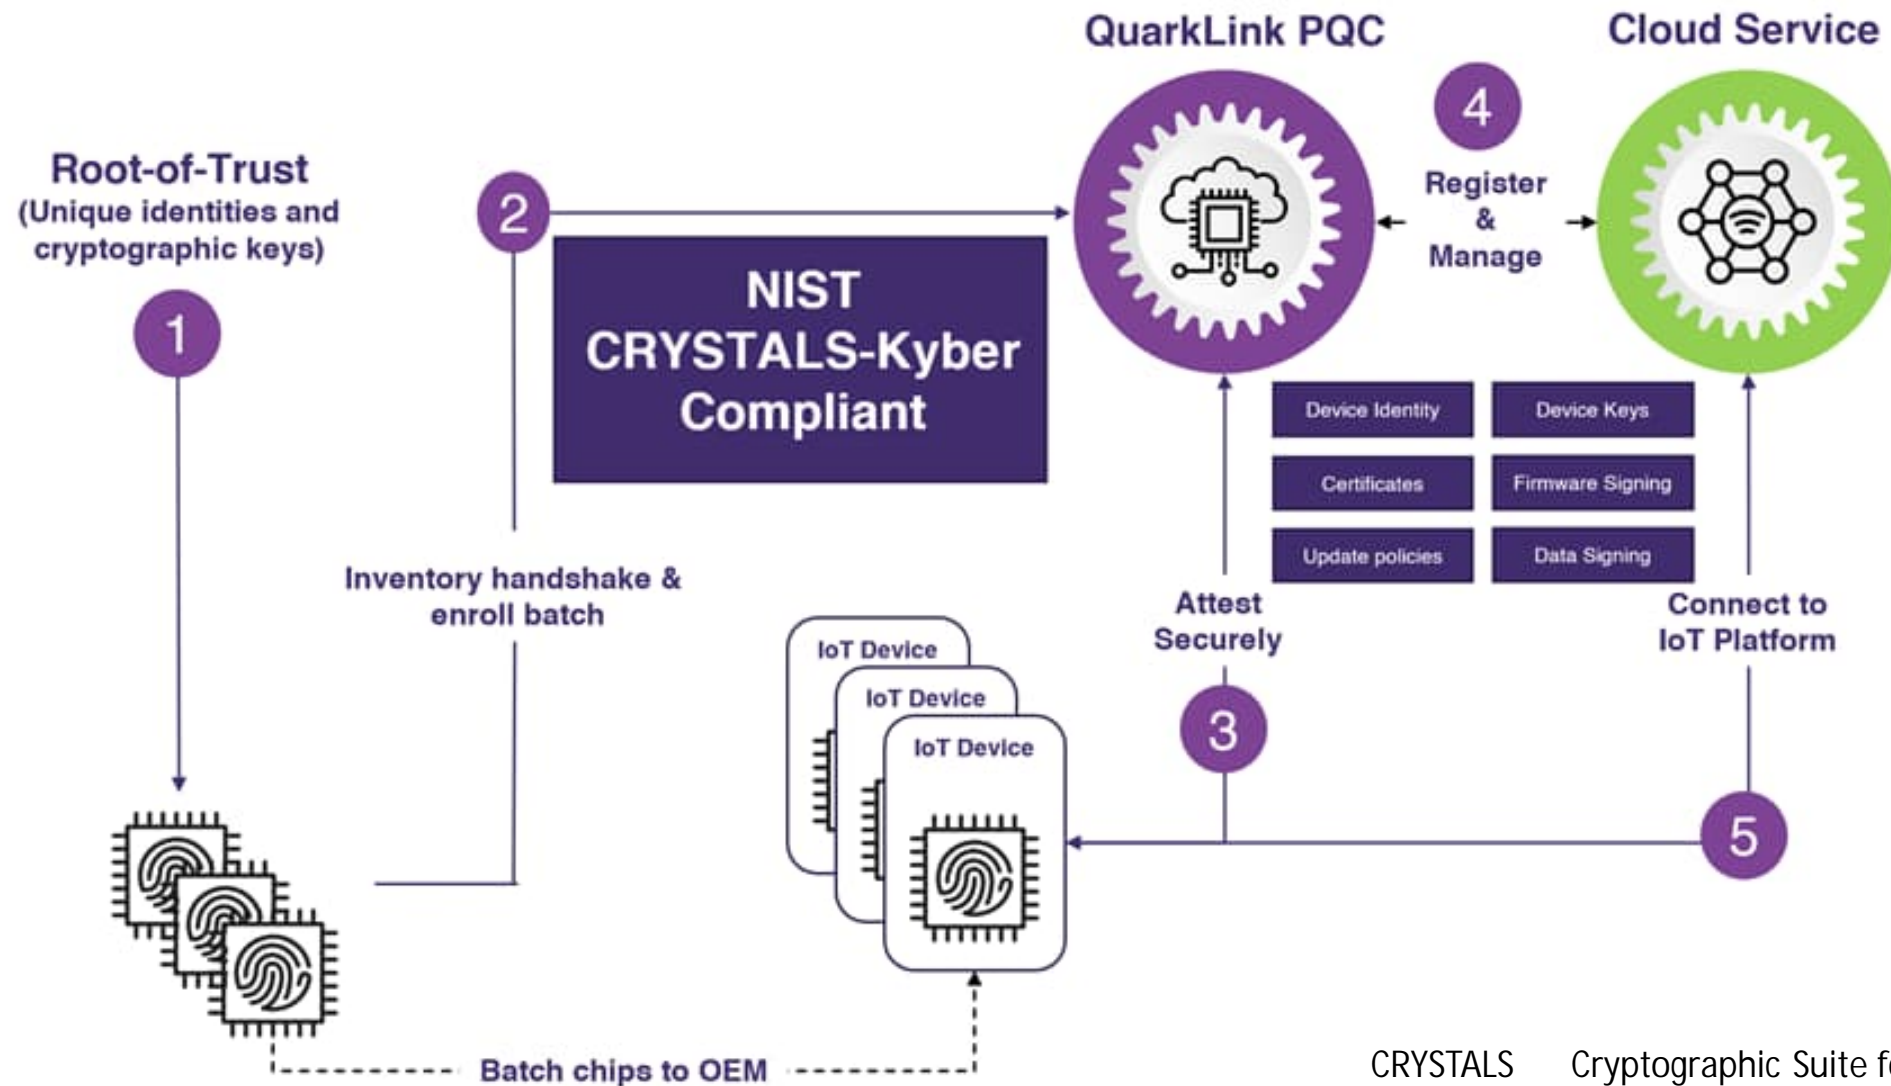 QuarkLink PQC
Cloud Service
4
Register
&
Manage
Root-of-Trust
(Unique identities and
cryptographic keys)
1
2
NIST
CRYSTALS-Kyber
Compliant
Device Identity
Device Keys
Certificates
Firmware Signing
Update policies
Data Signing
Inventory handshake &
enroll batch
Attest
Securely
3
Connect to
IoT Platform
5
IoT Device
IoT Device
IoT Device
Batch chips to OEM
CRYSTALS Cryptographic Suite